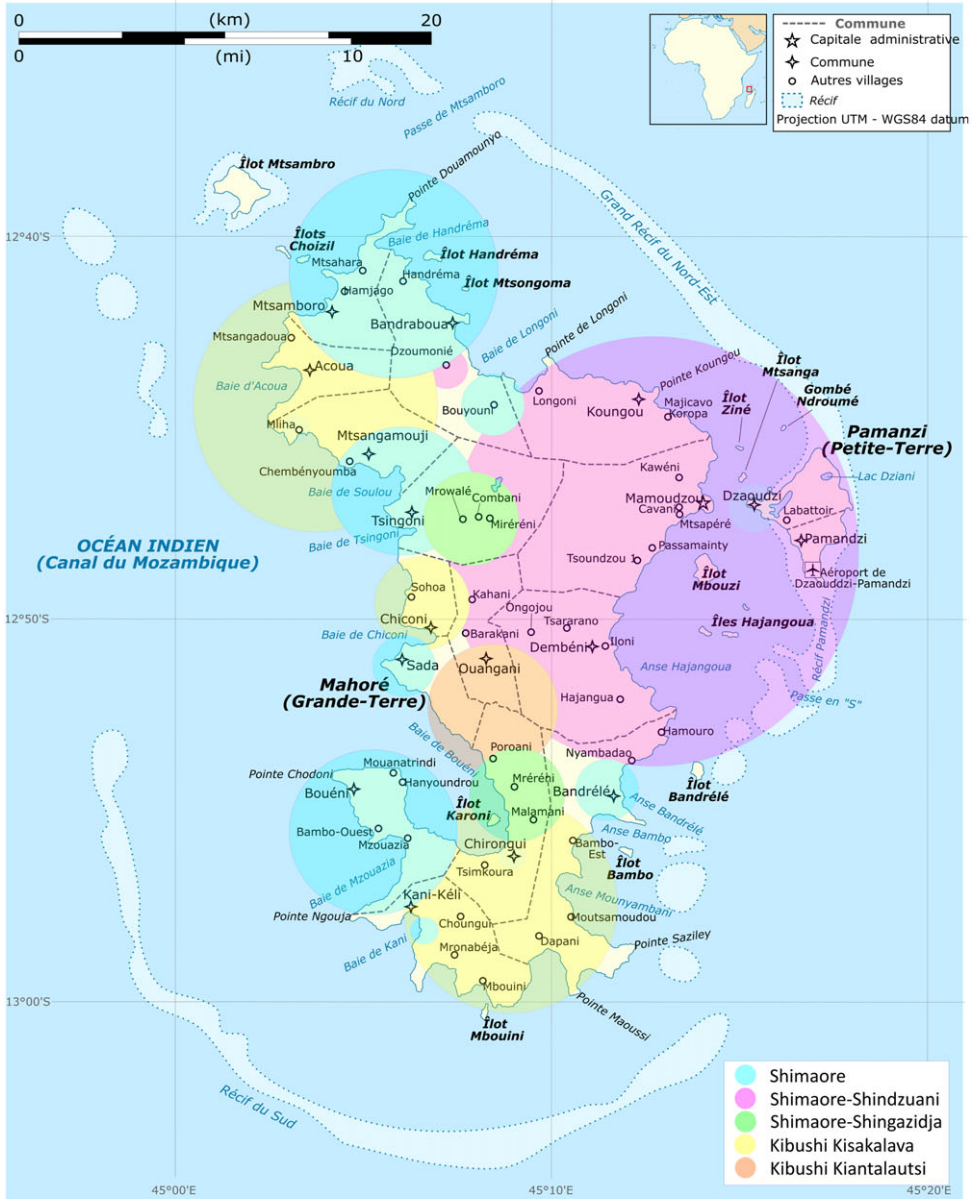 0 (km) 20
0 (mi) 10
Commune
Capitale administrative
Commune
Autres villages
Récif
Projection UTM - WGS84 datum
Récif du Nord
Passe de Mtsamboro
Îlot Mtsambro
Pointe Douamounyo
Grand Récif du Nord-Est
12°40'S
Îlots
Choizil
Baie de Handréma
Îlot Handréma
Mtsahara
Handréma
Hamjago
Îlot Mtsongoma
Mtsamboro
Bandraboua
Mtsangadoua
Dzoumonié
Baie de Longoni
Pointe de Longoni
Acoua
Baie d'Acoua
Pointe Koungou
Îlot
Mtsanga
Îlot
Ziné
Gombé
Ndroumé
Longoni
Koungou
Majicavo
Koropa
Bouyouni
Mliha
Mtsangamouji
Chembényoumba
Pamanzi
(Petite-Terre)
Kawéni
Lac Dziani
Baie de Soulou
Mrowalé
Combani
Miréréni
Mamoudzou
Dzaoudzi
Cavani
Labattoir
Mtsapéré
Tsingoni
Baie de Tsingoni
Pamandzi
OCÉAN INDIEN
(Canal du Mozambique)
Passamainty
Tsoundzou 1
Îlot
Mbouzi
Aéroport de
Dzaouddzi-Pamandzi
Sohoa
Kahani
Ongojou
Tsararano
Îles Hajangoua
12°50'S
Chiconi
Baie de Chiconi
Barakani
Dembéni
Iloni
Récif Pamandzi
Sada
Ouangani
Anse Hajangoua
Mahoré
(Grande-Terre)
Hajangua
Passe en "S"
Hamouro
Baie de Bouéni
Poroani
Nyambadao
Mouanatrindi
Pointe Chodoni
Hanyoundrou
Mréréni
Bandrélé
Îlot
Bandrélé
Bouéni
Îlot
Karoni
Malamani
Anse Bandrélé
Bambo-Ouest
Mzouazia
Anse Bambo
Chirongui
Bambo-
Est
Îlot
Bambo
Tsimkoura
Baie de Mzouazia
Kani-Kéli
Anse Mounyambani
Pointe Ngouja
Choungui
Moutsamoudou
Baie de Kani
Mronabéja
Dapani
Pointe Saziley
Mbouini
13°00'S
Pointe Maoussi
Îlot
Mbouini
Récif du Sud
Shimaore
Shimaore-Shindzuani
Shimaore-Shingazidja
Kibushi Kisakalava
Kibushi Kiantalautsi
45°00'E
45°10'E
45°20'E